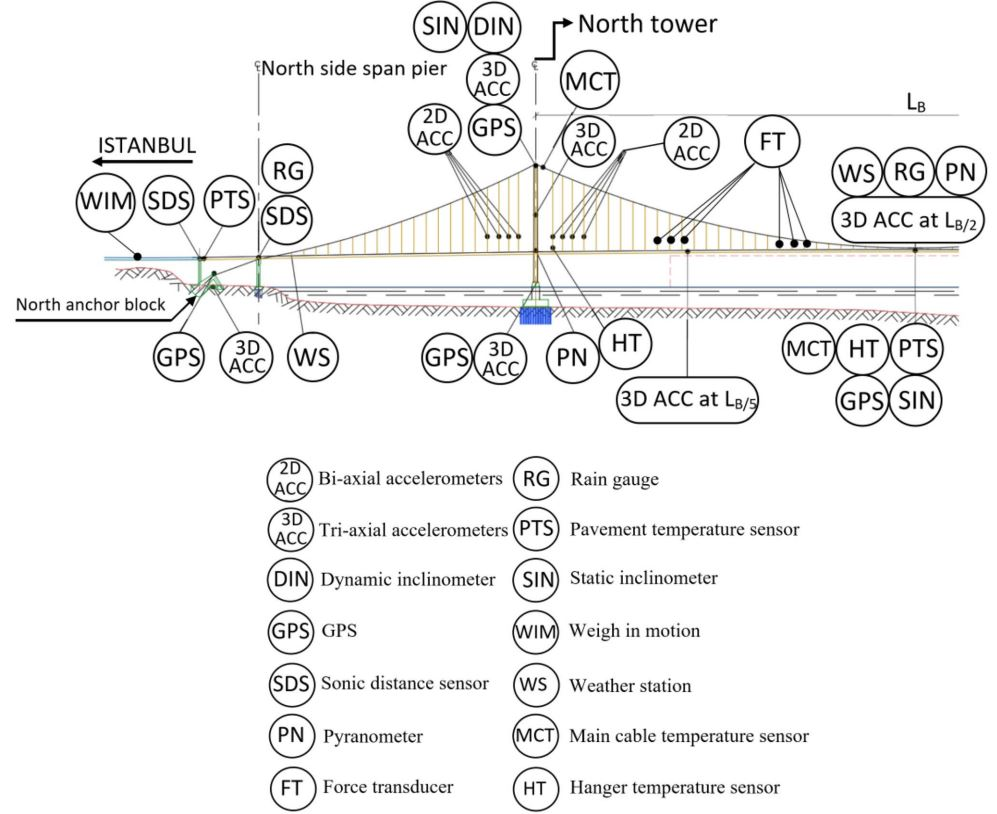 SIN DIN
North tower
3D ACC
North side span pier
MCT
2D ACC
GPS
3D ACC
2D ACC
FT
L_B
ISTANBUL
WIM SDS PTS
RG
SDS
WS RG PN
3D ACC at L_B/2
North anchor block
GPS
3D ACC
WS
GPS
3D ACC
PN
HT
3D ACC at L_B/5
MCT HT PTS
GPS SIN
2D ACC Bi-axial accelerometers
RG Rain gauge
3D ACC Tri-axial accelerometers
PTS Pavement temperature sensor
DIN Dynamic inclinometer
SIN Static inclinometer
GPS GPS
WIM Weigh in motion
SDS Sonic distance sensor
WS Weather station
PN Pyranometer
MCT Main cable temperature sensor
FT Force transducer
HT Hanger temperature sensor